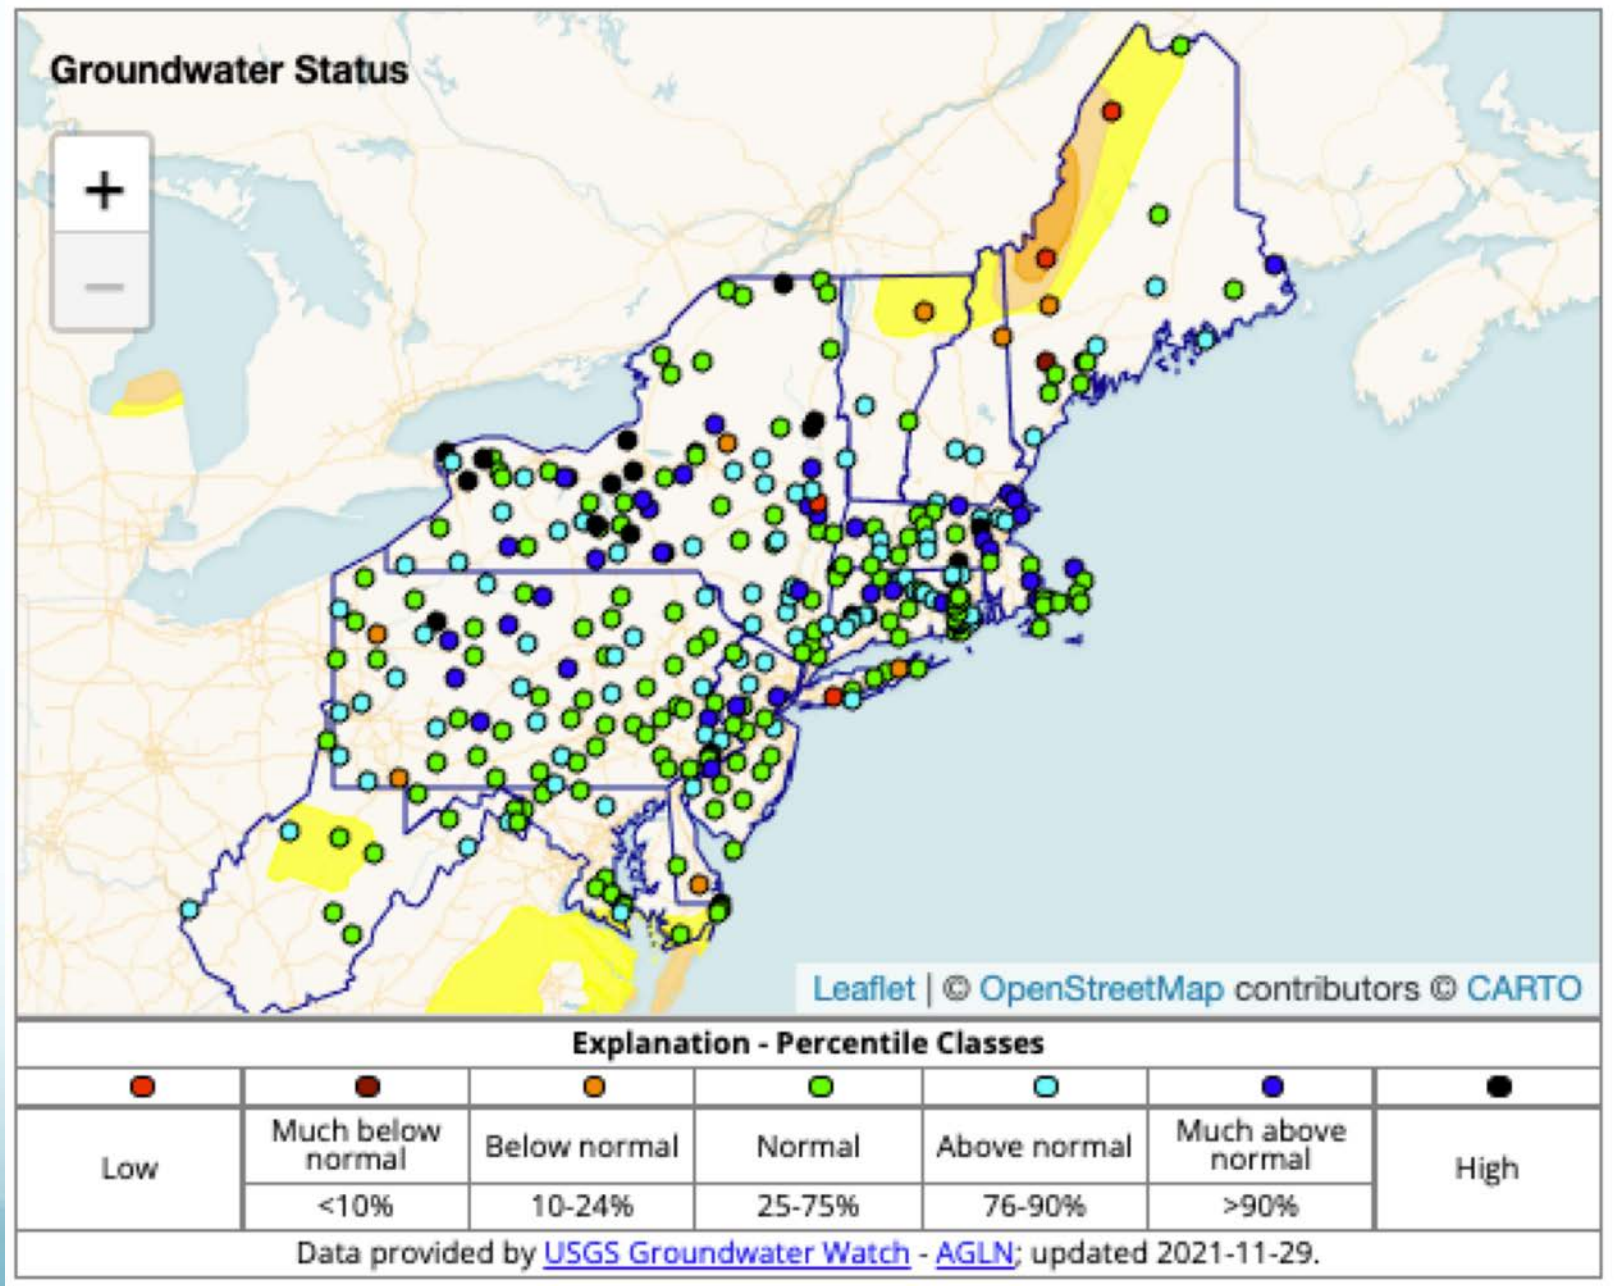 Groundwater Status
+
−
Leaflet | © OpenStreetMap contributors © CARTO
Explanation - Percentile Classes
Low
Much below
normal
Below normal
Normal
Above normal
Much above
normal
High
<10%
10-24%
25-75%
76-90%
>90%
Data provided by USGS Groundwater Watch - AGLN; updated 2021-11-29.